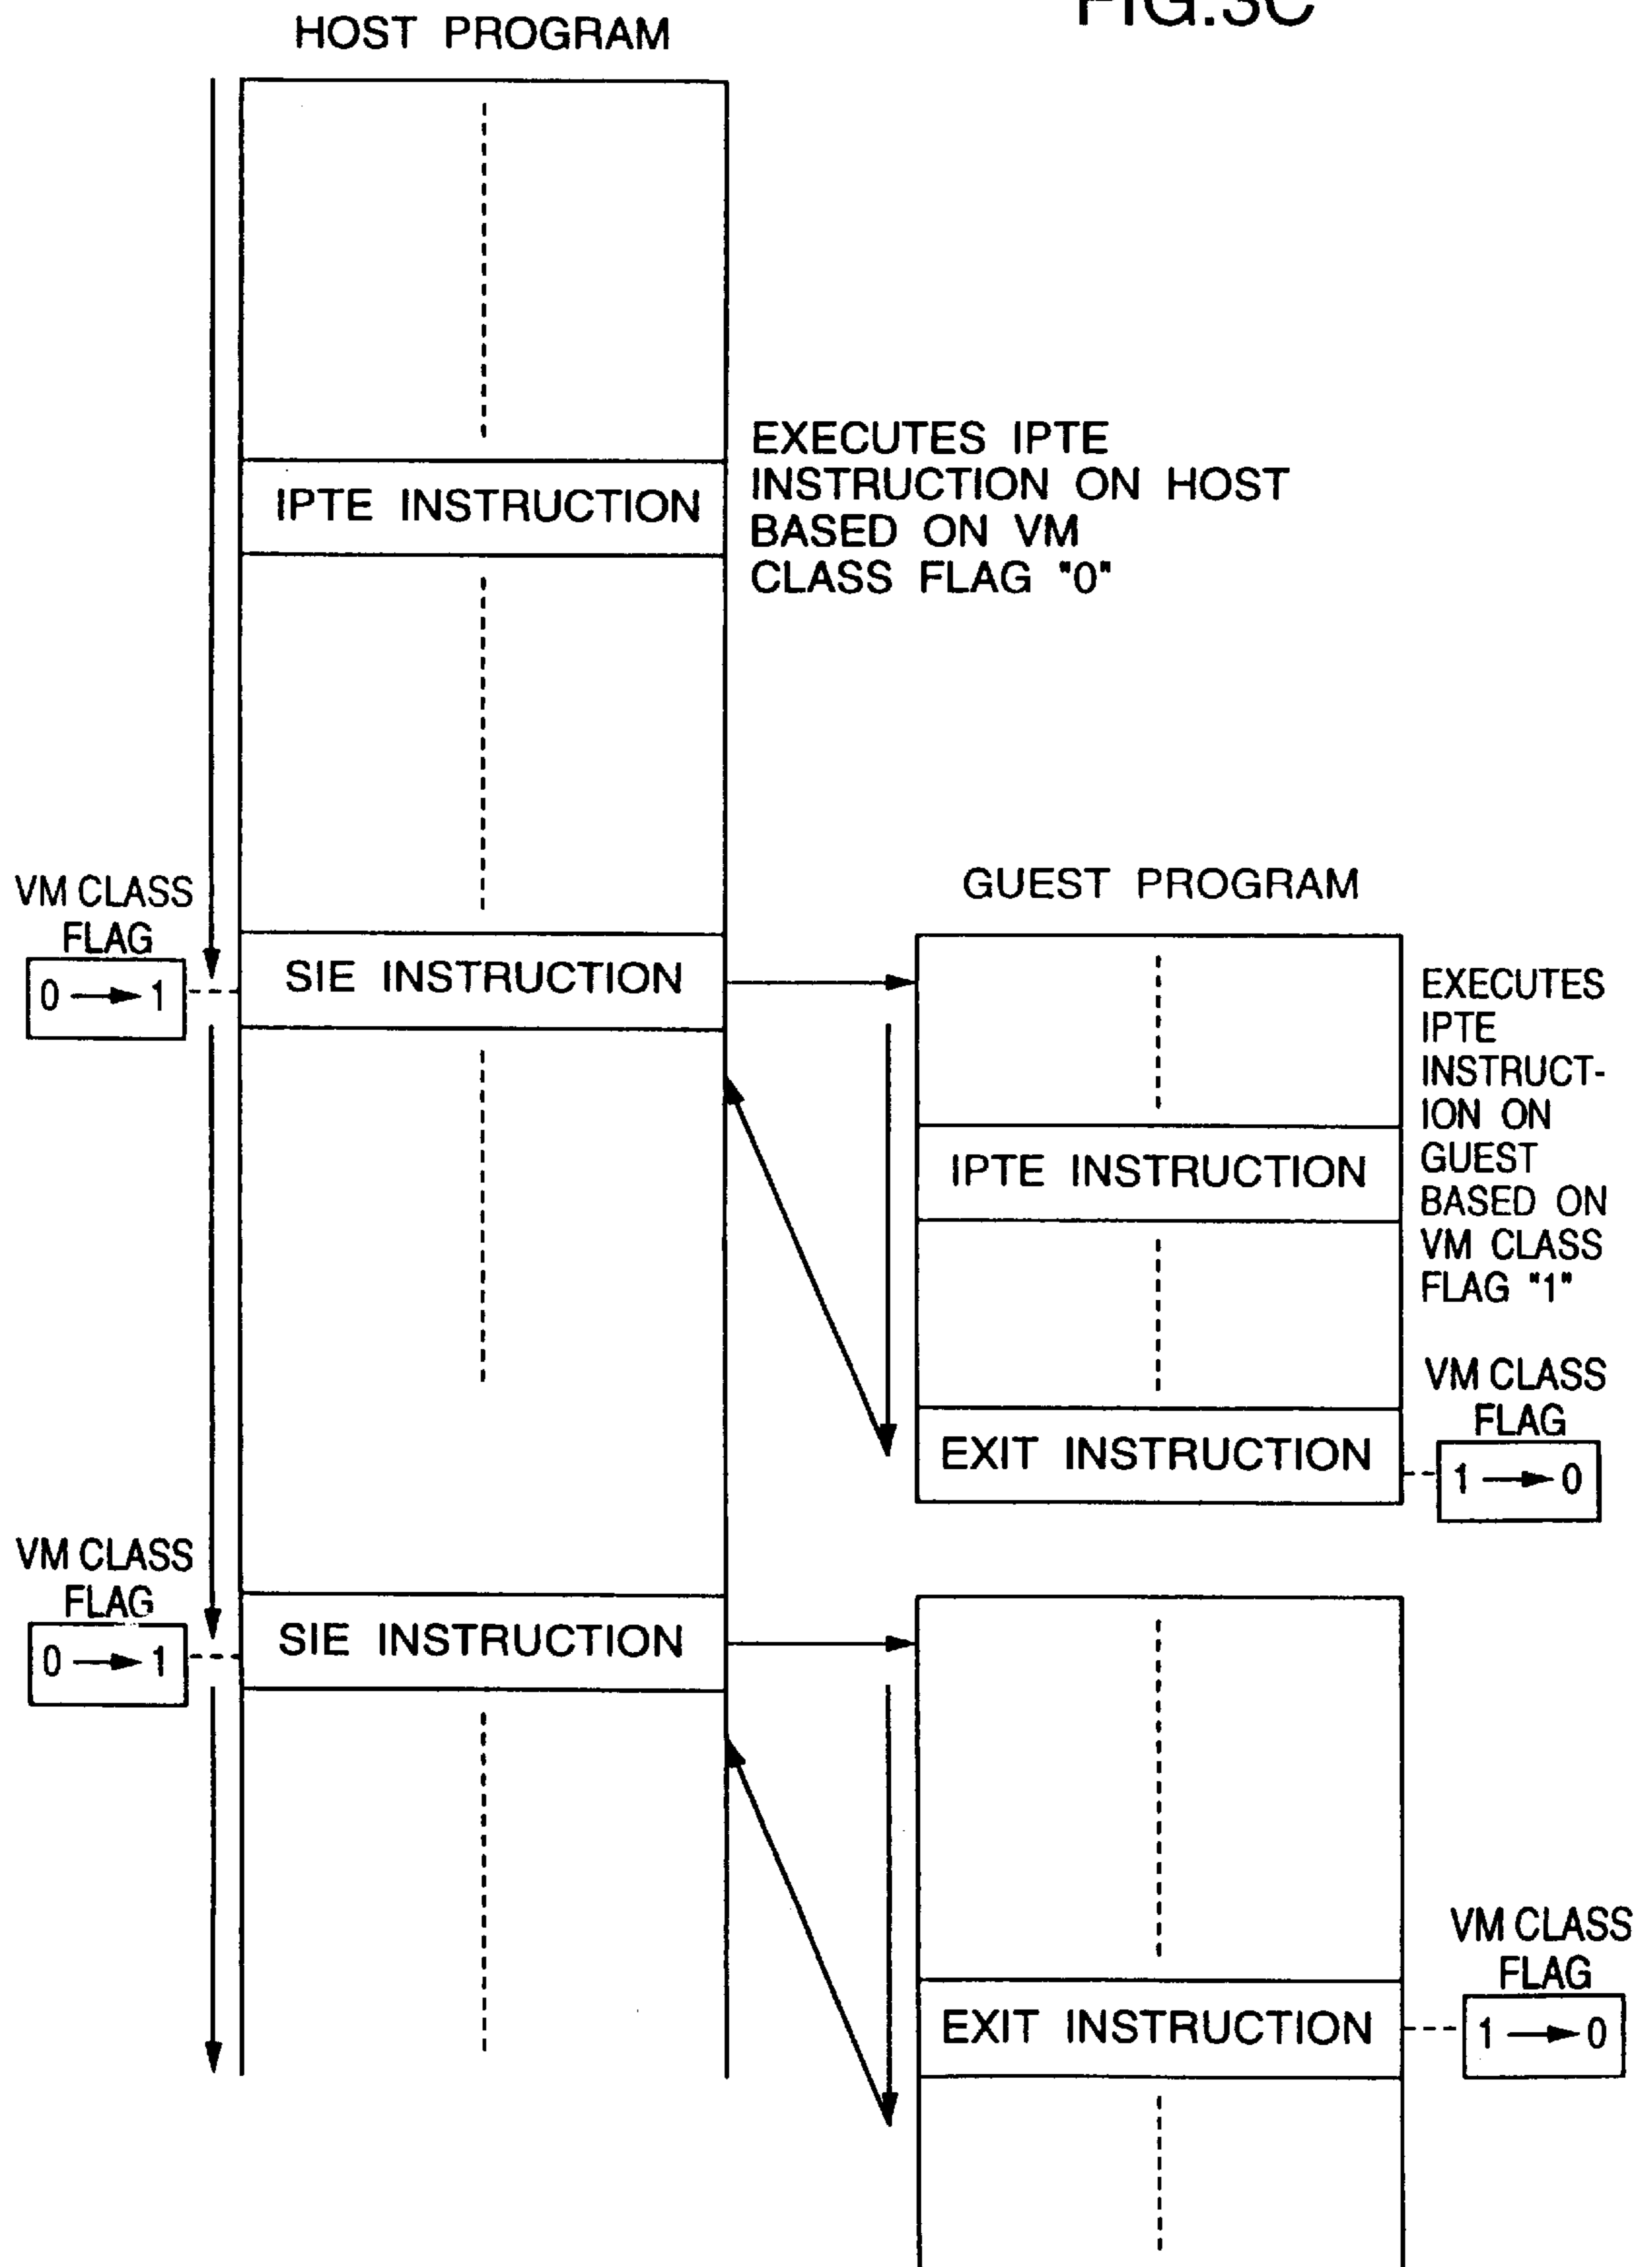 FIG.3C
HOST PROGRAM
EXECUTES IPTE
INSTRUCTION ON HOST
BASED ON VM
CLASS FLAG "0"
IPTE INSTRUCTION
VM CLASS
FLAG
0 → 1
SIE INSTRUCTION
GUEST PROGRAM
EXECUTES
IPTE
INSTRUCT-
ION ON
GUEST
BASED ON
VM CLASS
FLAG "1"
IPTE INSTRUCTION
VM CLASS
FLAG
1 → 0
EXIT INSTRUCTION
VM CLASS
FLAG
0 → 1
SIE INSTRUCTION
VM CLASS
FLAG
1 → 0
EXIT INSTRUCTION